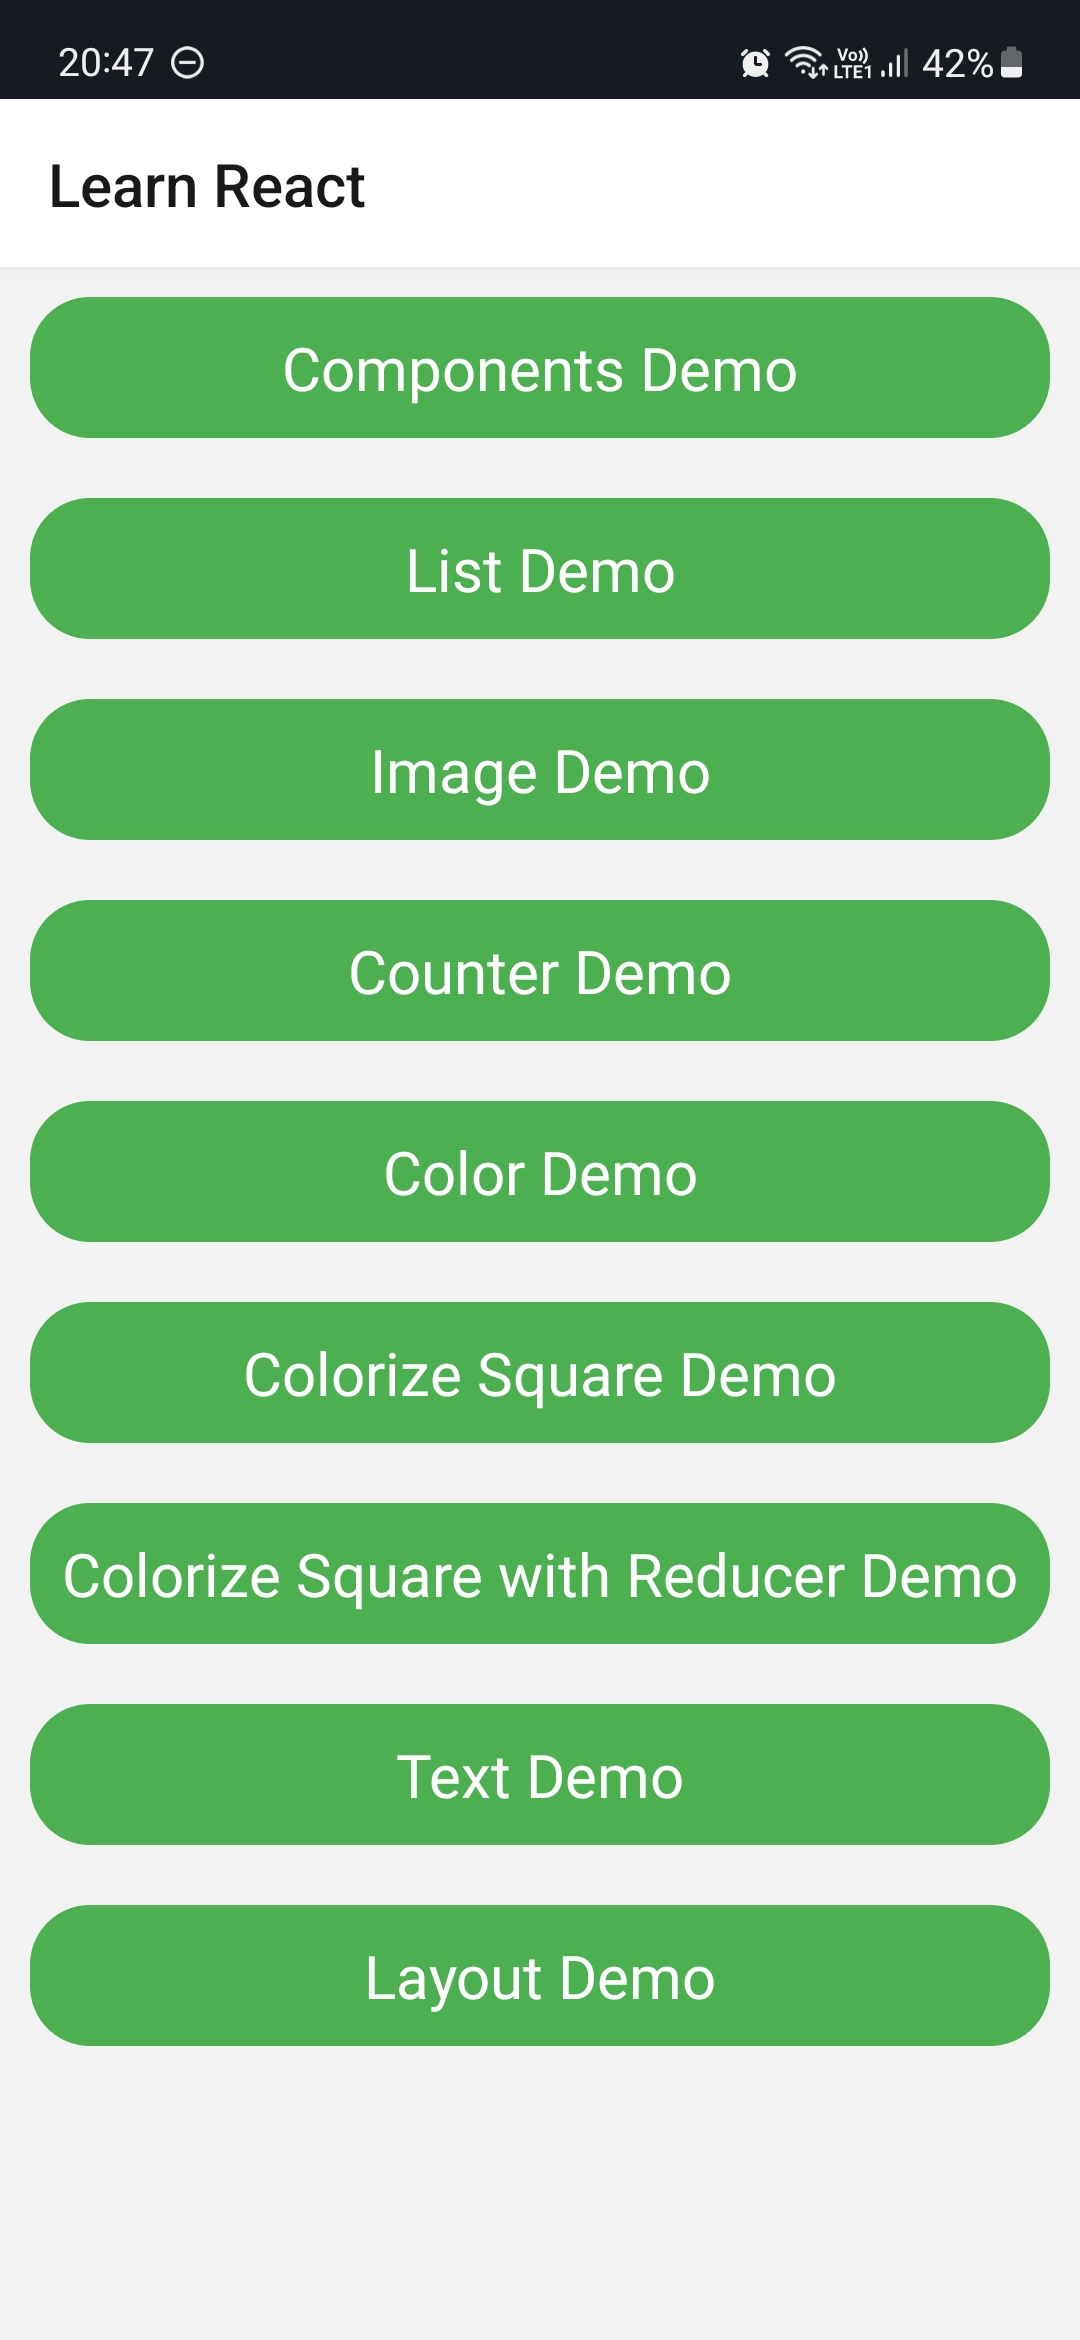 20:47
Vo)) LTE1 42%
Learn React
Components Demo
List Demo
Image Demo
Counter Demo
Color Demo
Colorize Square Demo
Colorize Square with Reducer Demo
Text Demo
Layout Demo